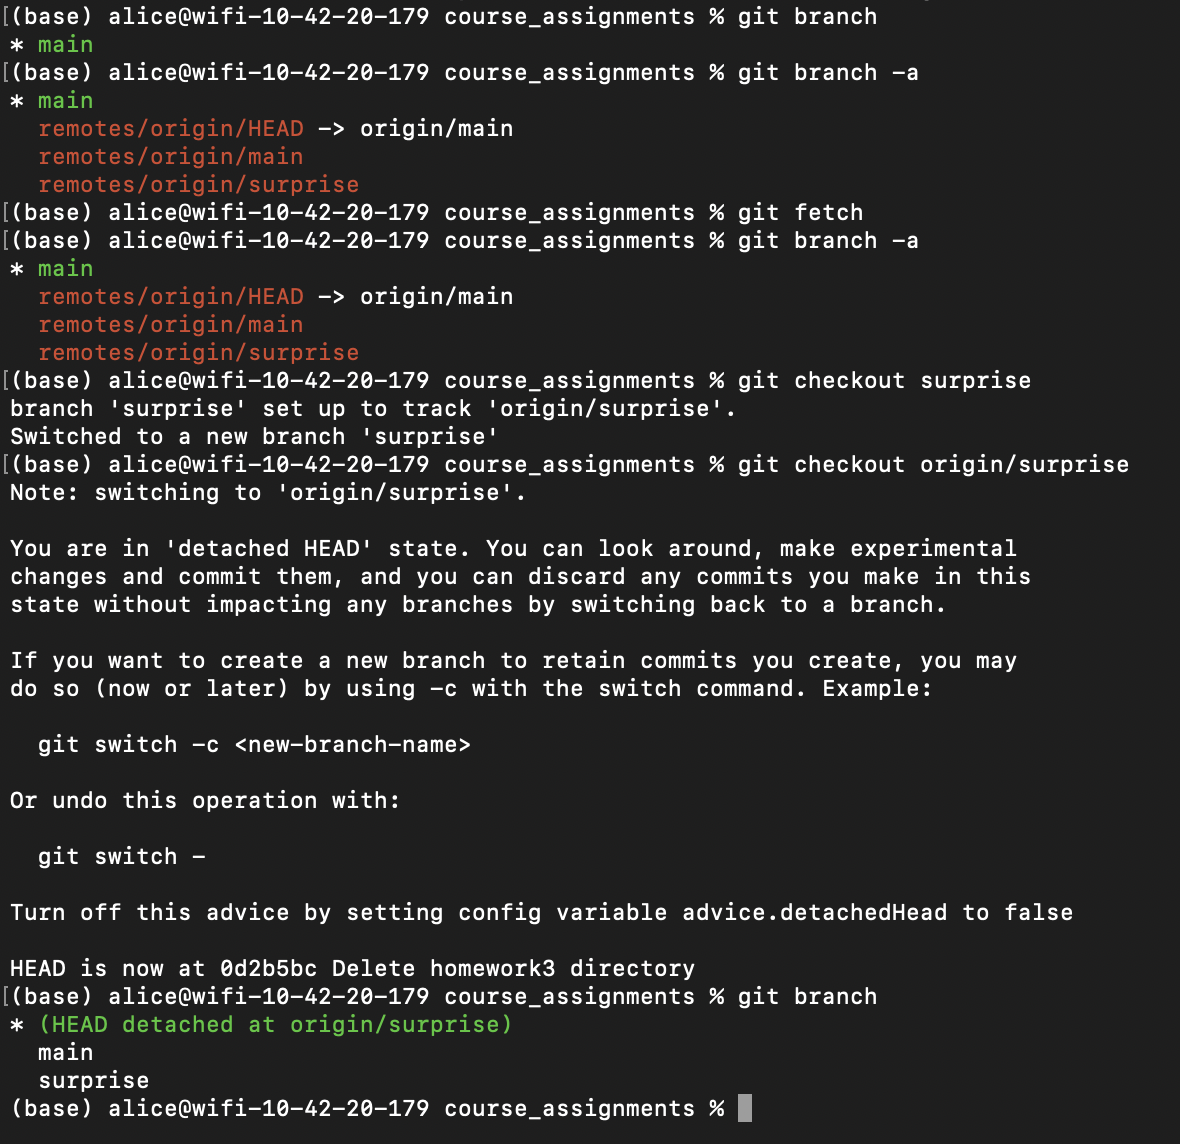 [(base) alice@wifi-10-42-20-179 course_assignments % git branch
* main
[(base) alice@wifi-10-42-20-179 course_assignments % git branch -a
* main
  remotes/origin/HEAD -> origin/main
  remotes/origin/main
  remotes/origin/surprise
[(base) alice@wifi-10-42-20-179 course_assignments % git fetch
[(base) alice@wifi-10-42-20-179 course_assignments % git branch -a
* main
  remotes/origin/HEAD -> origin/main
  remotes/origin/main
  remotes/origin/surprise
[(base) alice@wifi-10-42-20-179 course_assignments % git checkout surprise
branch 'surprise' set up to track 'origin/surprise'.
Switched to a new branch 'surprise'
[(base) alice@wifi-10-42-20-179 course_assignments % git checkout origin/surprise
Note: switching to 'origin/surprise'.

You are in 'detached HEAD' state. You can look around, make experimental
changes and commit them, and you can discard any commits you make in this
state without impacting any branches by switching back to a branch.

If you want to create a new branch to retain commits you create, you may
do so (now or later) by using -c with the switch command. Example:

  git switch -c <new-branch-name>

Or undo this operation with:

  git switch -

Turn off this advice by setting config variable advice.detachedHead to false

HEAD is now at 0d2b5bc Delete homework3 directory
[(base) alice@wifi-10-42-20-179 course_assignments % git branch
* (HEAD detached at origin/surprise)
  main
  surprise
(base) alice@wifi-10-42-20-179 course_assignments %